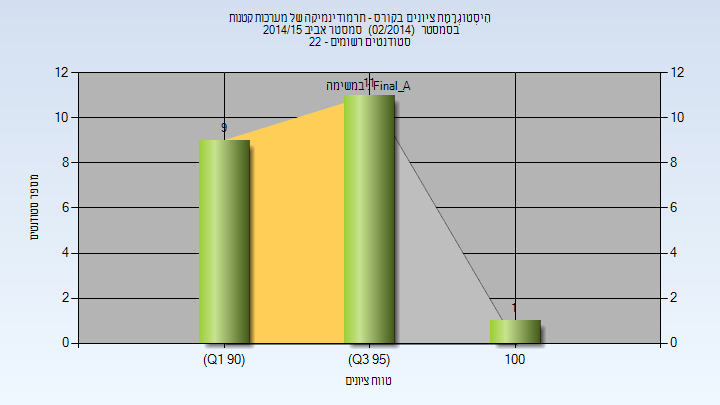 הִיסְטוֹגְרָמַת ציונים בקורס - תרמודינמיקה של מערכות קטנות
בסמסטר (02/2014) סמסטר אביב 2014/15
סטודנטים רשומים - 22
במשימה: Final_A
12
10
8
6
4
2
0
12
10
8
6
4
2
0
9
11
1
מספר סטודנטים
(Q1 90)
(Q3 95)
100
טווח ציונים